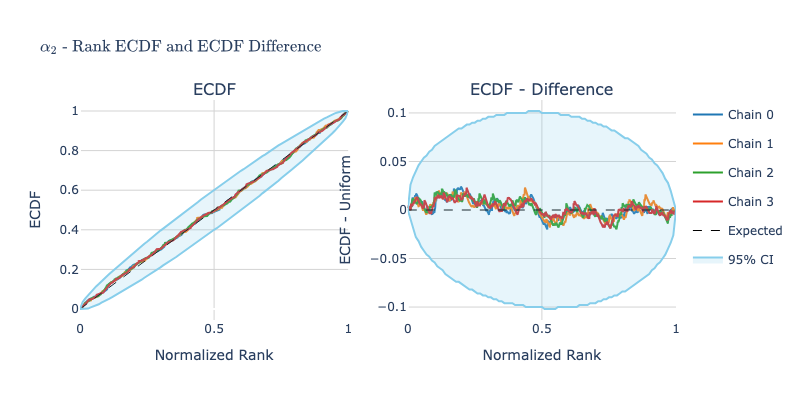 α₂ - Rank ECDF and ECDF Difference
ECDF
ECDF
1
0.8
0.6
0.4
0.2
0
0
0.5
1
Normalized Rank
ECDF - Difference
ECDF - Uniform
0.1
0.05
0
−0.05
−0.1
0
0.5
1
Normalized Rank
Chain 0
Chain 1
Chain 2
Chain 3
Expected
95% CI